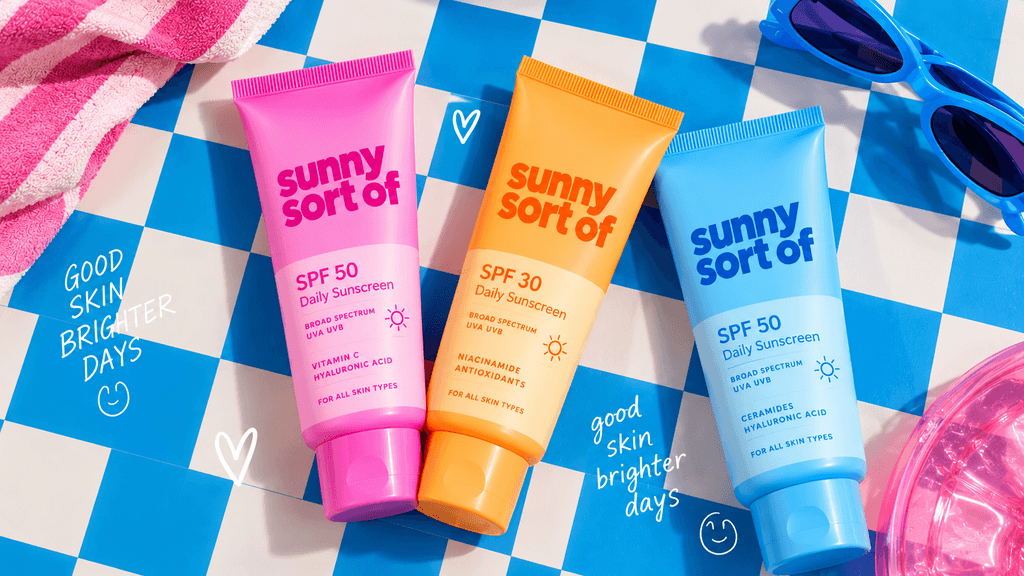 GOOD
SKIN
BRIGHTER
DAYS
sunny
sort of
SPF 50
Daily Sunscreen
BROAD SPECTRUM
UVA UVB
VITAMIN C
HYALURONIC ACID
FOR ALL SKIN TYPES
sunny
sort of
SPF 30
Daily Sunscreen
BROAD SPECTRUM
UVA UVB
NIACINAMIDE
ANTIOXIDANTS
FOR ALL SKIN TYPES
sunny
sort of
SPF 50
Daily Sunscreen
BROAD SPECTRUM
UVA UVB
CERAMIDES
HYALURONIC ACID
FOR ALL SKIN TYPES
good
skin
brighter
days